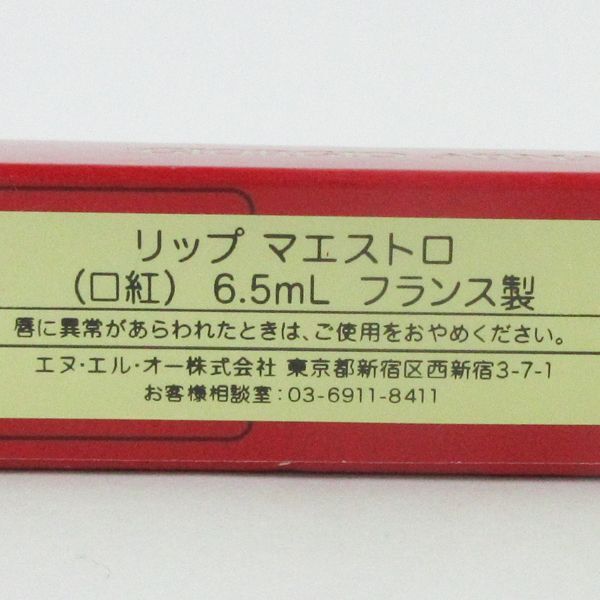 リップ マエストロ
（口紅） 6.5mL フランス製
唇に異常があらわれたときは、ご使用をおやめください。
エヌ・エル・オー株式会社 東京都新宿区西新宿3-7-1
お客様相談室：03-6911-8411